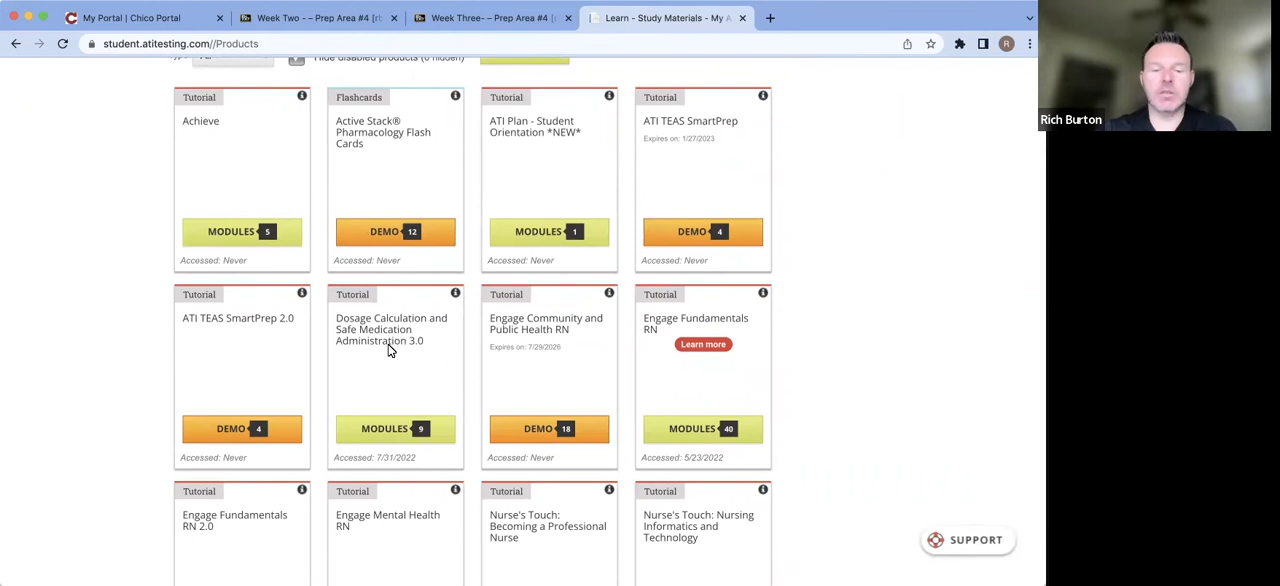 My Portal | Chico Portal
Week Two - – Prep Area #4 [
Week Three- – Prep Area #4 [
Learn - Study Materials - My A
student.atitesting.com//Products
R
Hide disabled products (0 hidden)
Tutorial
Achieve
MODULES 5
Accessed: Never
Flashcards
Active Stack®
Pharmacology Flash
Cards
DEMO 12
Accessed: Never
Tutorial
ATI Plan - Student
Orientation *NEW*
MODULES 1
Accessed: Never
Tutorial
ATI TEAS SmartPrep
Expires on: 1/27/2023
DEMO 4
Accessed: Never
Tutorial
ATI TEAS SmartPrep 2.0
DEMO 4
Accessed: Never
Tutorial
Dosage Calculation and
Safe Medication
Administration 3.0
MODULES 9
Accessed: 7/31/2022
Tutorial
Engage Community and
Public Health RN
Expires on: 7/29/2026
DEMO 18
Accessed: Never
Tutorial
Engage Fundamentals
RN
Learn more
MODULES 40
Accessed: 5/23/2022
Tutorial
Engage Fundamentals
RN 2.0
Tutorial
Engage Mental Health
RN
Tutorial
Nurse's Touch:
Becoming a Professional
Nurse
Tutorial
Nurse's Touch: Nursing
Informatics and
Technology
SUPPORT
Rich Burton